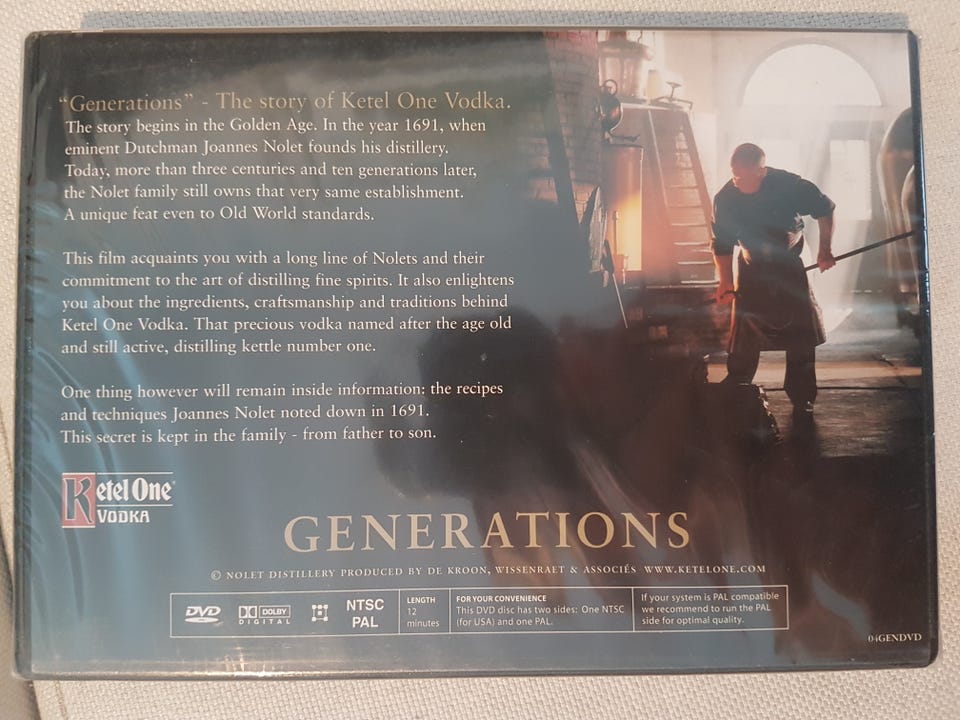 “Generations” - The story of Ketel One Vodka.
The story begins in the Golden Age. In the year 1691, when
eminent Dutchman Joannes Nolet founds his distillery.
Today, more than three centuries and ten generations later,
the Nolet family still owns that very same establishment.
A unique feat even to Old World standards.
This film acquaints you with a long line of Nolets and their
commitment to the art of distilling fine spirits. It also enlightens
you about the ingredients, craftsmanship and traditions behind
Ketel One Vodka. That precious vodka named after the age old
and still active, distilling kettle number one.
One thing however will remain inside information: the recipes
and techniques Joannes Nolet noted down in 1691.
This secret is kept in the family - from father to son.
Ketel One®
VODKA
GENERATIONS
© NOLET DISTILLERY PRODUCED BY DE KROON, WISSENRAET & ASSOCIÉS WWW.KETELONE.COM
DVD
VIDEO
DOLBY
DIGITAL
NTSC
PAL
LENGTH
12
minutes
FOR YOUR CONVENIENCE
This DVD disc has two sides: One NTSC
(for USA) and one PAL.
If your system is PAL compatible
we recommend to run the PAL
side for optimal quality.
04GENDVD